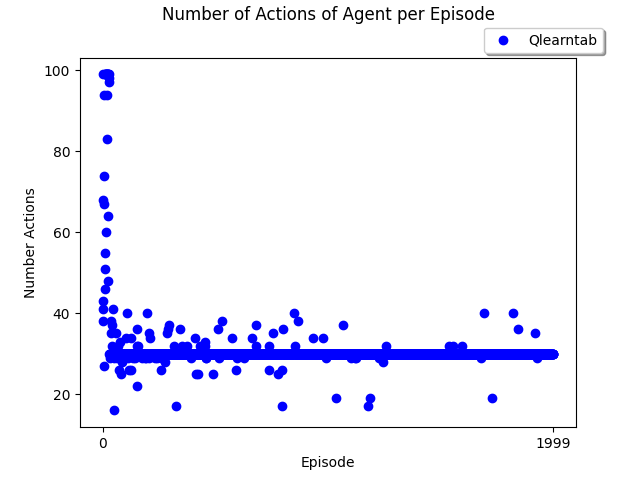 Number of Actions of Agent per Episode
Qlearntab
100
80
60
40
20
Number Actions
0
1999
Episode